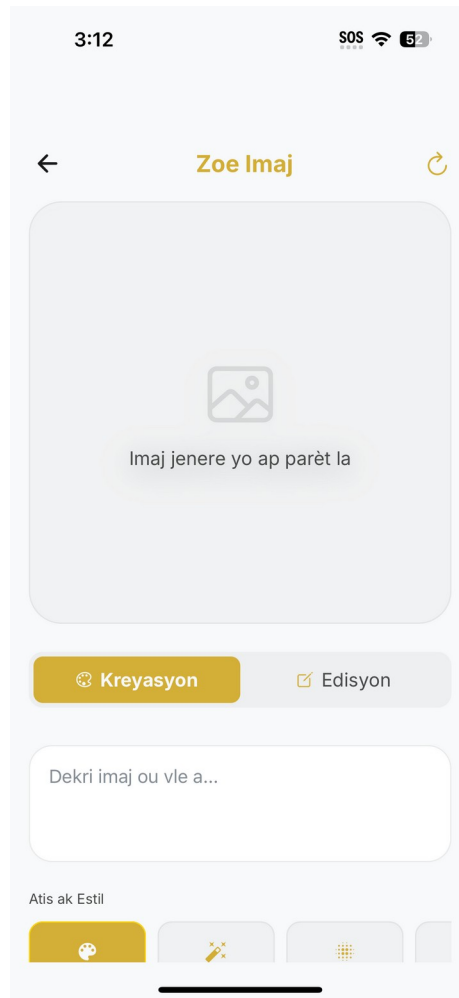 3:12
SOS
52
Zoe Imaj
Imaj jenere yo ap parèt la
Kreyasyon
Edisyon
Dekri imaj ou vle a...
Atis ak Estil